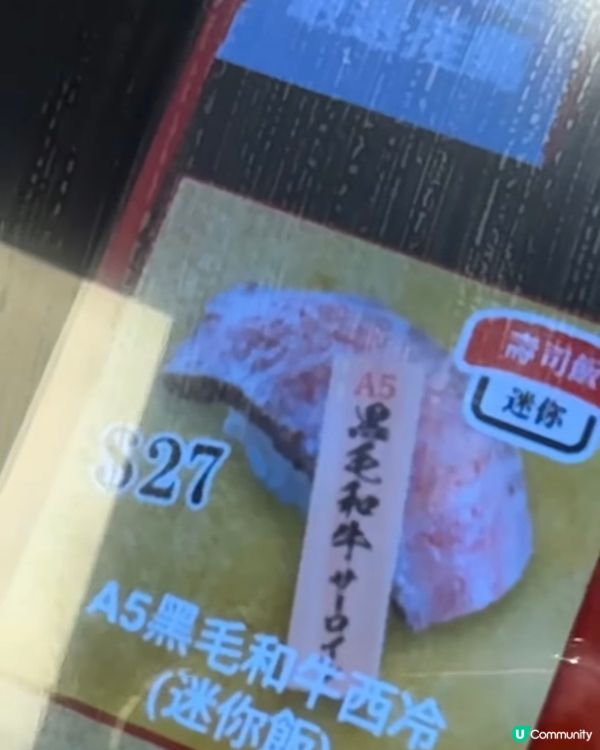 壽司飯
迷你
A5
黒毛和牛サーロイ
$27
A5黑毛和牛西冷
(迷你飯)
U Community